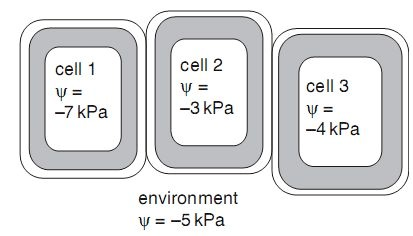 cell 1
ψ =
–7 kPa
cell 2
ψ =
–3 kPa
cell 3
ψ =
–4 kPa
environment
ψ = –5 kPa